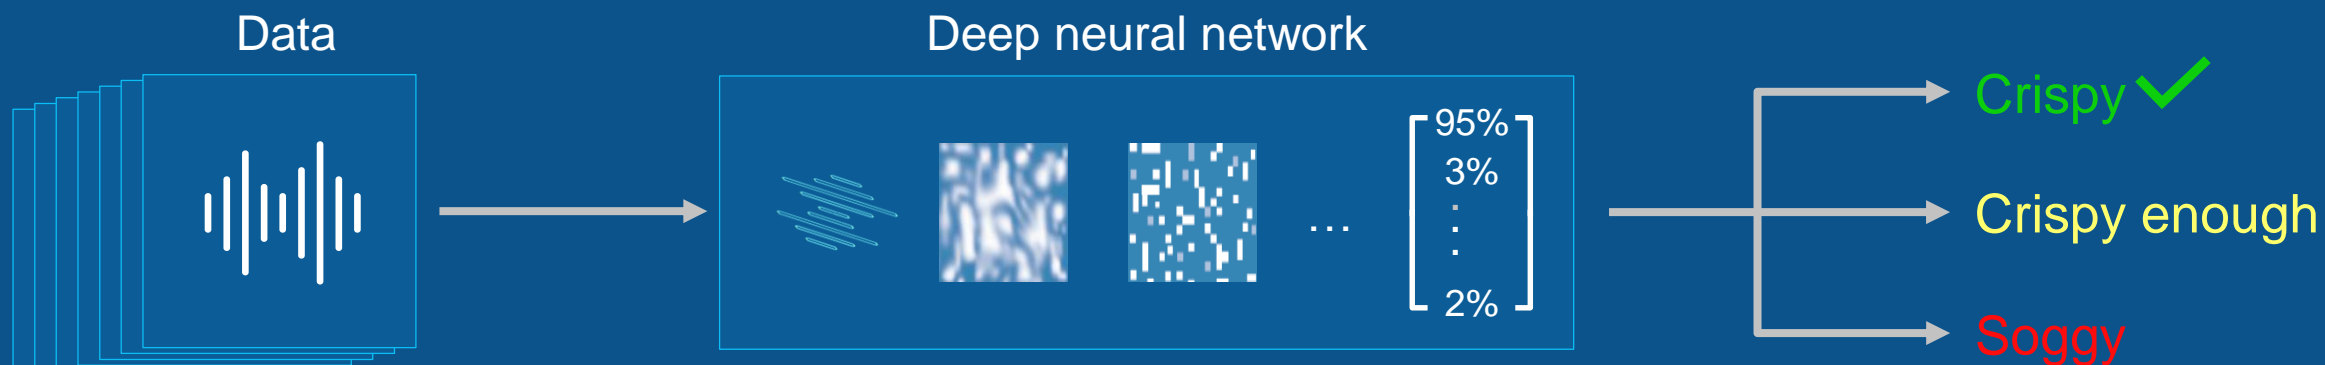 Data
Deep neural network
95%
3%
⋮
2%
...
Crispy
Crispy enough
Soggy